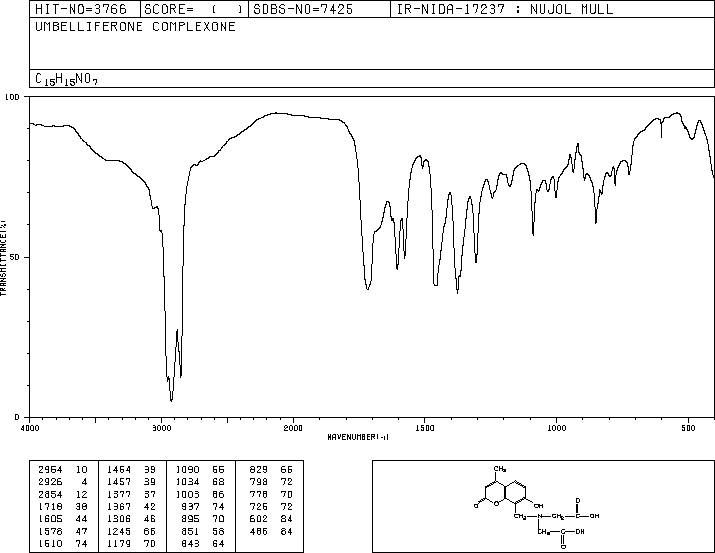 HIT-NO=3766 SCORE= ( ) SDBS-NO=7425 IR-NIDA-17237 : NUJOL MULL
UMBELLIFERONE COMPLEXONE
C15H15NO7
100
50
0
TRANSMITTANCE(%)
4000 3000 2000 1500 1000 500
WAVENUMBER(-1)
2964 10 1464 39 1090 55 829 66
2926 4 1457 39 1034 68 798 72
2854 12 1377 37 1003 66 778 70
1718 38 1367 42 937 74 726 72
1605 44 1306 46 895 70 602 84
1578 47 1245 66 851 58 486 84
1510 74 1179 70 843 64
CH3
O O OH O
CH2 N CH2 C OH
CH2 C OH
O